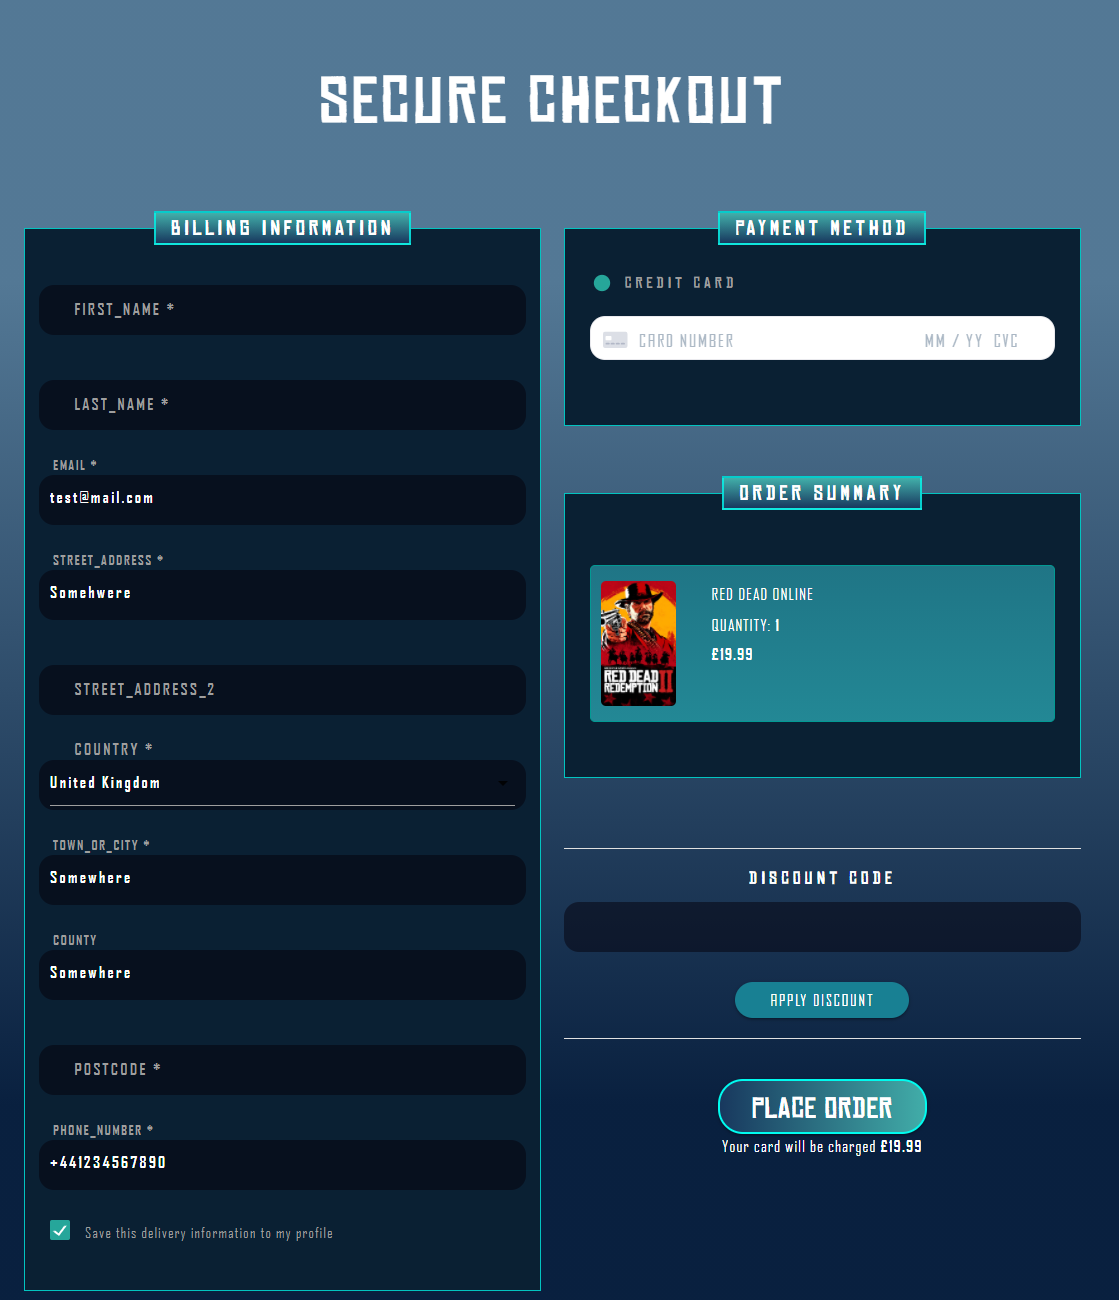 SECURE CHECKOUT
BILLING INFORMATION
FIRST_NAME *
LAST_NAME *
EMAIL *
test@mail.com
STREET_ADDRESS *
Somehwere
STREET_ADDRESS_2
COUNTRY *
United Kingdom
TOWN_OR_CITY *
Somewhere
COUNTY
Somewhere
POSTCODE *
PHONE_NUMBER *
+441234567890
Save this delivery information to my profile
PAYMENT METHOD
CREDIT CARD
CARD NUMBER MM / YY CVC
ORDER SUMMARY
RED DEAD
REDEMPTION II
RED DEAD ONLINE
QUANTITY: 1
£19.99
DISCOUNT CODE
APPLY DISCOUNT
PLACE ORDER
Your card will be charged £19.99